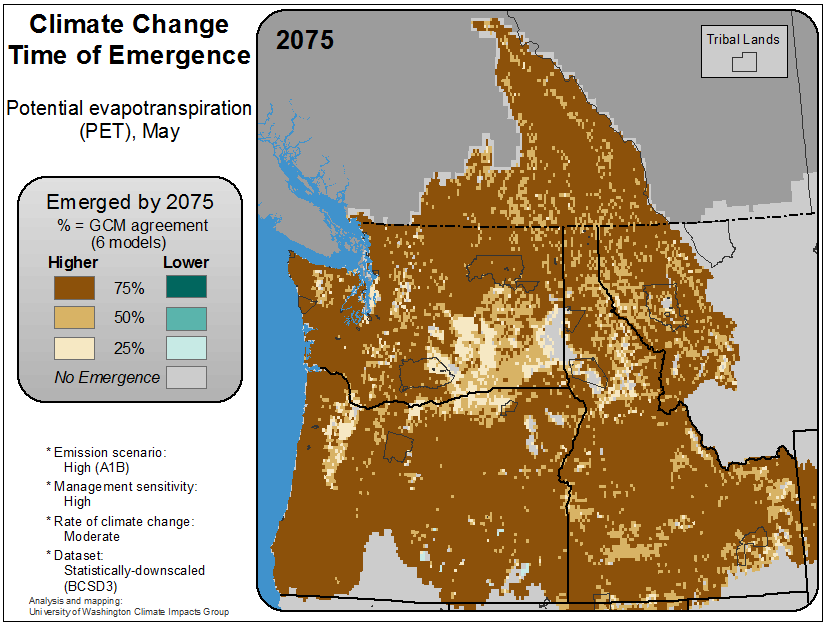 Climate Change
Time of Emergence
Potential evapotranspiration
(PET), May
Emerged by 2075
% = GCM agreement
(6 models)
Higher Lower
75%
50%
25%
No Emergence
* Emission scenario:
High (A1B)
* Management sensitivity:
High
* Rate of climate change:
Moderate
* Dataset:
Statistically-downscaled
(BCSD3)
Analysis and mapping:
University of Washington Climate Impacts Group
2075
Tribal Lands